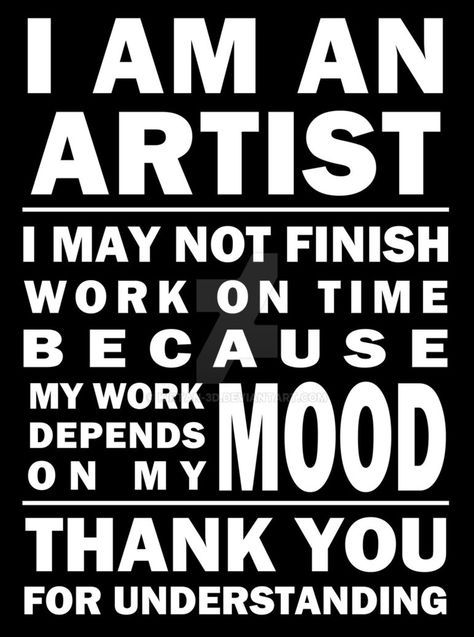 I AM AN
ARTIST
I MAY NOT FINISH
WORK ON TIME
BECAUSE
MY WORK
DEPENDS
ON MY
MOOD
THANK YOU
FOR UNDERSTANDING